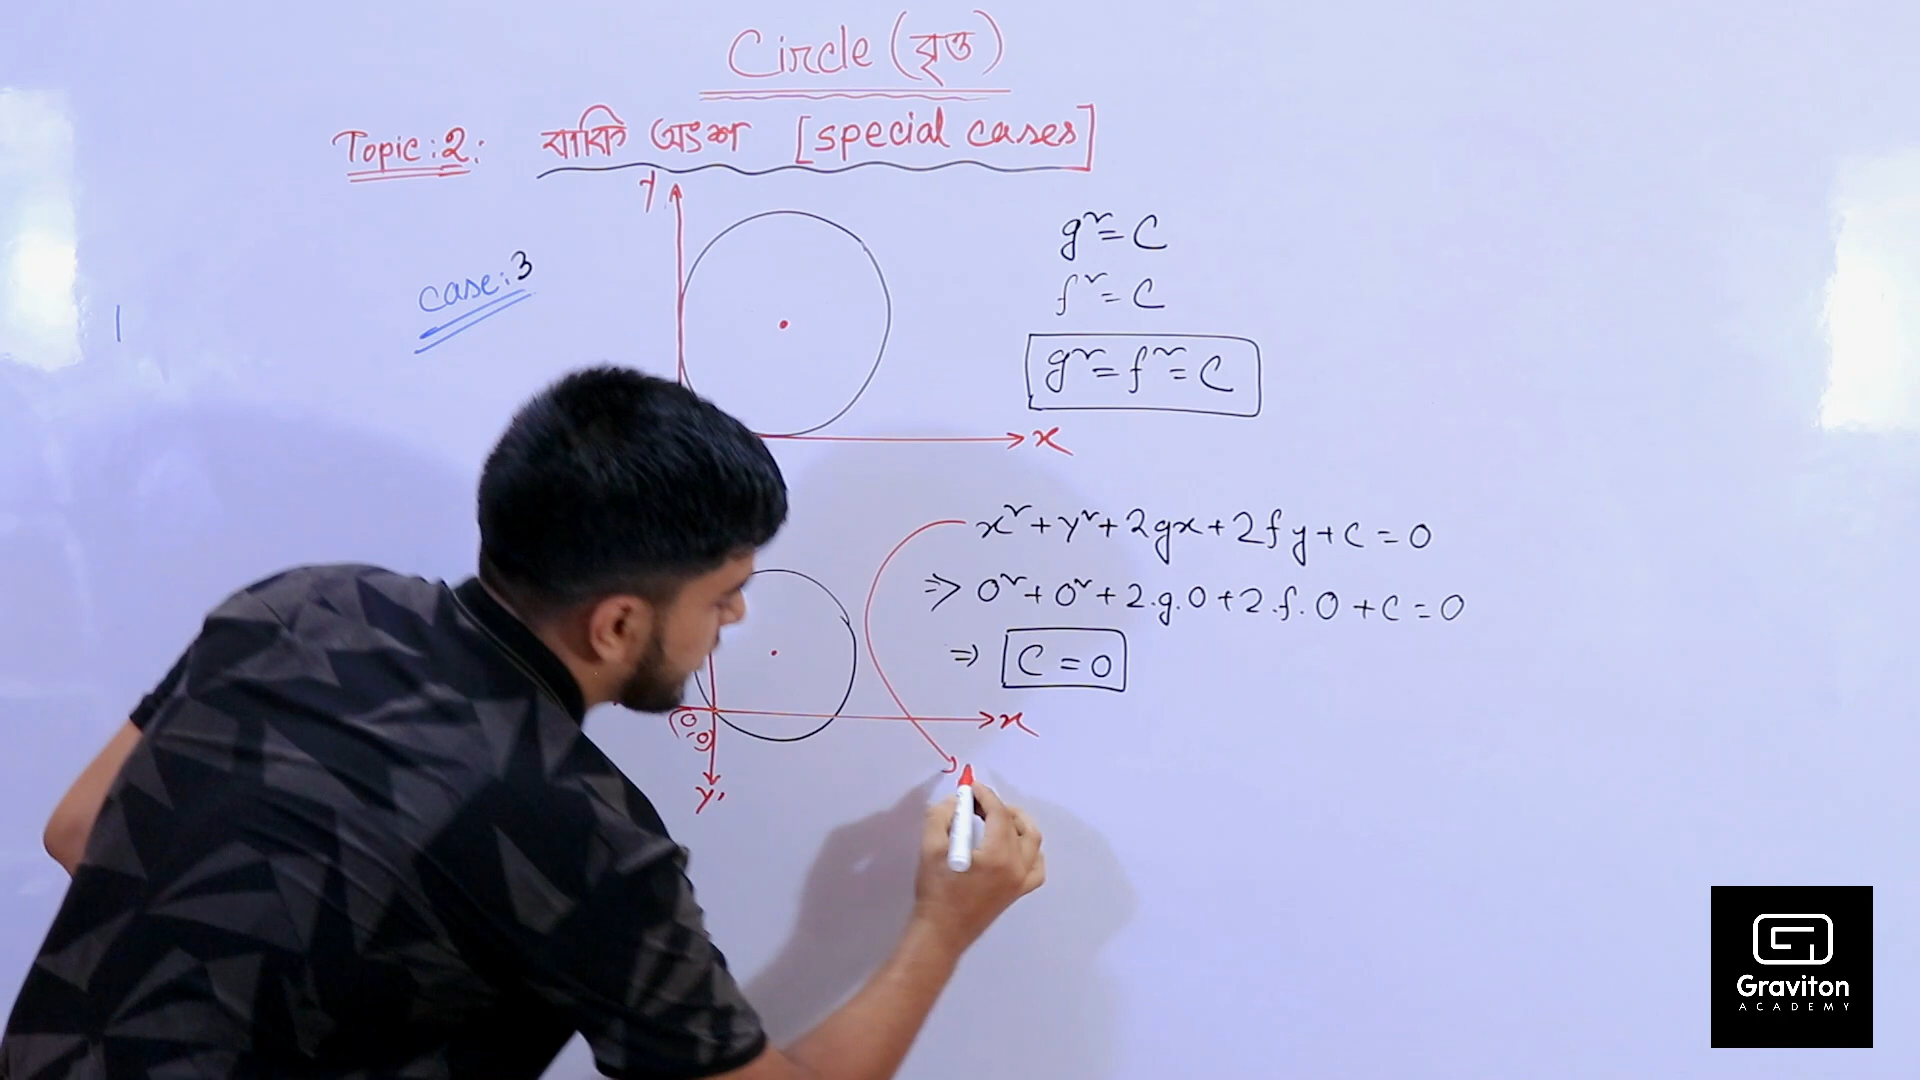 Circle (বৃত্ত)
Topic:2: বাকি অংশ [special cases]
y
case:3
g² = C
f² = C
g² = f² = C
x
x² + y² + 2gx + 2fy + c = 0
⇒ 0² + 0² + 2.g.0 + 2.f.0 + c = 0
⇒ C = 0
(0,0)
x
y'
Graviton
ACADEMY